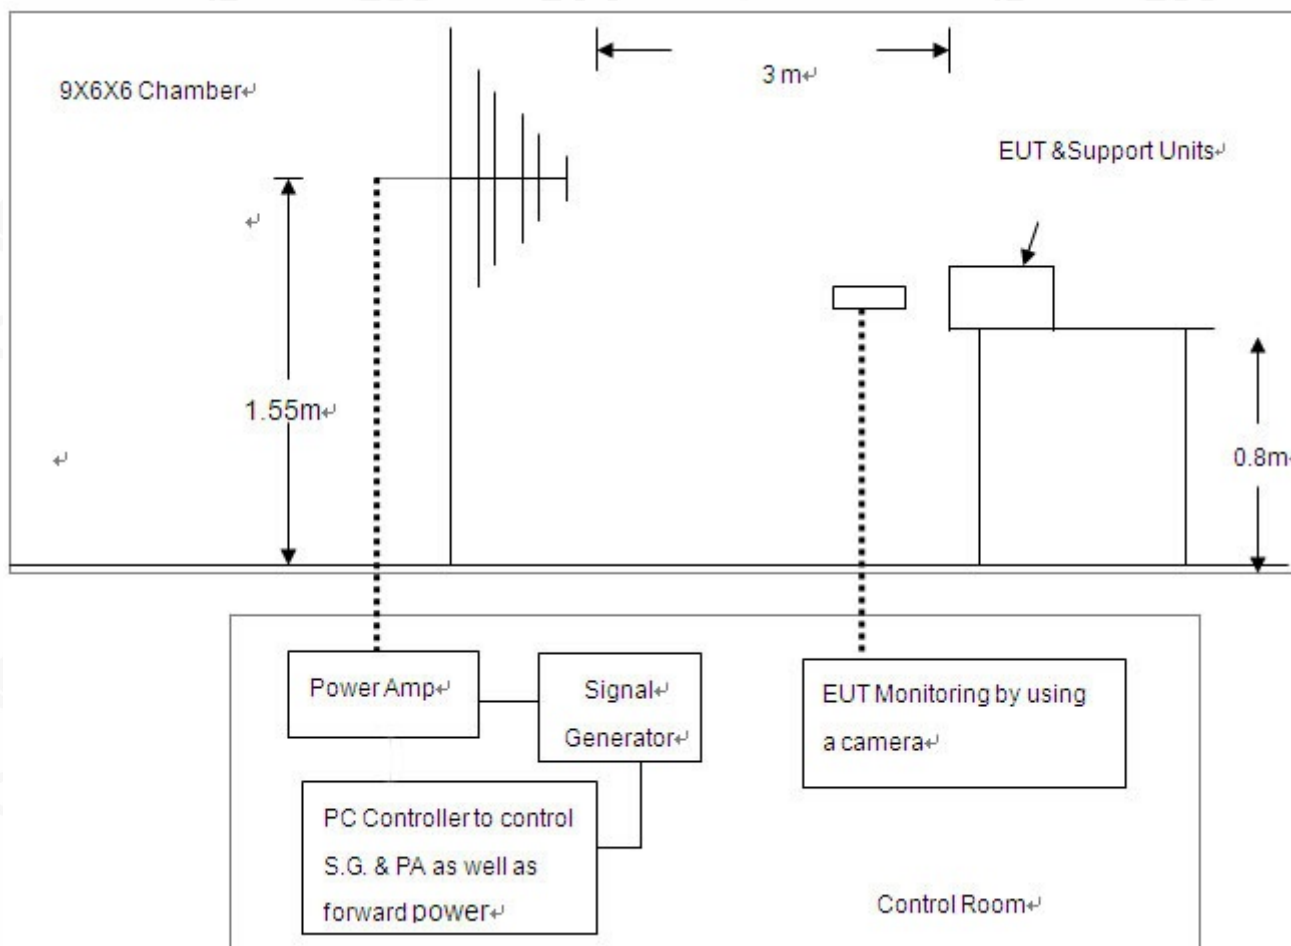 9X6X6 Chamber↵
3 m↵
EUT &Support Units↵
↵
1.55m↵
↵
0.8m↵
Power Amp↵
Signal↵
Generator↵
EUT Monitoring by using
a camera↵
PC Controller to control
S.G. & PA as well as
forward power↵
Control Room↵